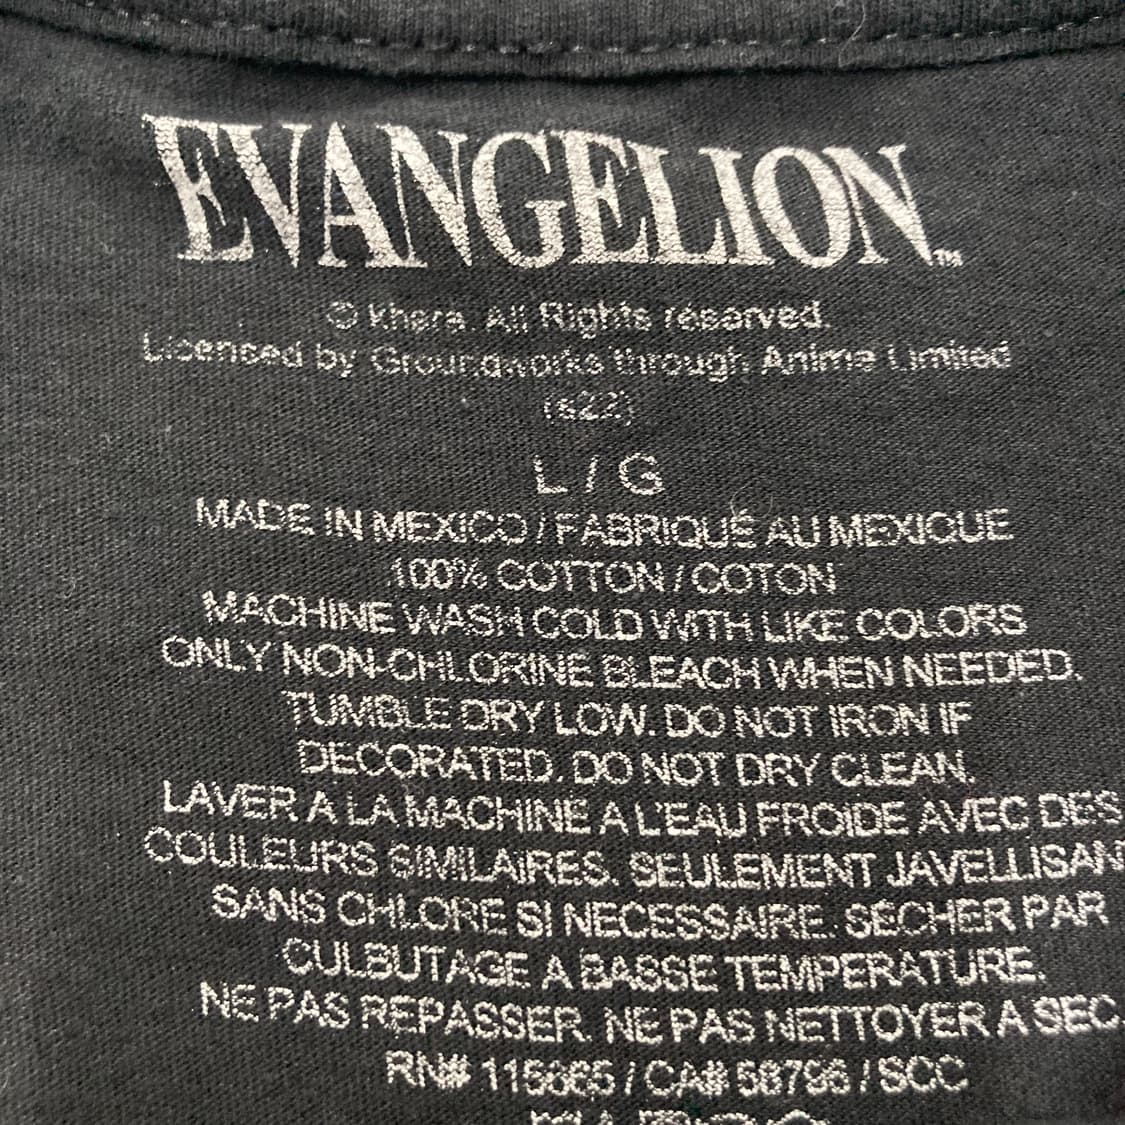 EVANGELION™
© khara. All Rights reserved.
Licensed by Groundworks through Anime Limited
(s22)
L / G
MADE IN MEXICO / FABRIQUÉ AU MEXIQUE
100% COTTON / COTON
MACHINE WASH COLD WITH LIKE COLORS
ONLY NON-CHLORINE BLEACH WHEN NEEDED.
TUMBLE DRY LOW. DO NOT IRON IF
DECORATED. DO NOT DRY CLEAN.
LAVER A LA MACHINE A L'EAU FROIDE AVEC DES
COULEURS SIMILAIRES. SEULEMENT JAVELLISAN
SANS CHLORE SI NECESSAIRE. SECHER PAR
CULBUTAGE A BASSE TEMPERATURE.
NE PAS REPASSER. NE PAS NETTOYER A SEC.
RN# / CA# / SCC